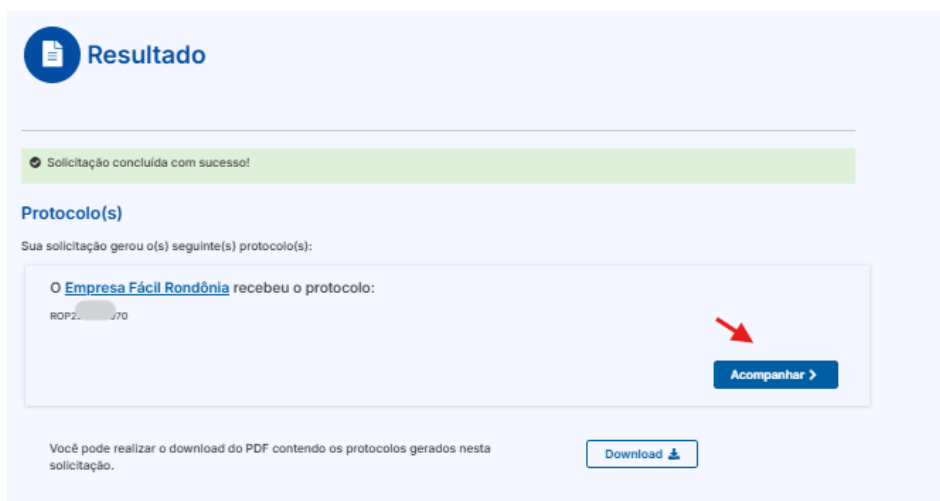 Resultado
Solicitação concluída com sucesso!
Protocolo(s)
Sua solicitação gerou o(s) seguinte(s) protocolo(s):
O Empresa Fácil Rondônia recebeu o protocolo:
Acompanhar
Você pode realizar o download do PDF contendo os protocolos gerados nesta
solicitação.
Download